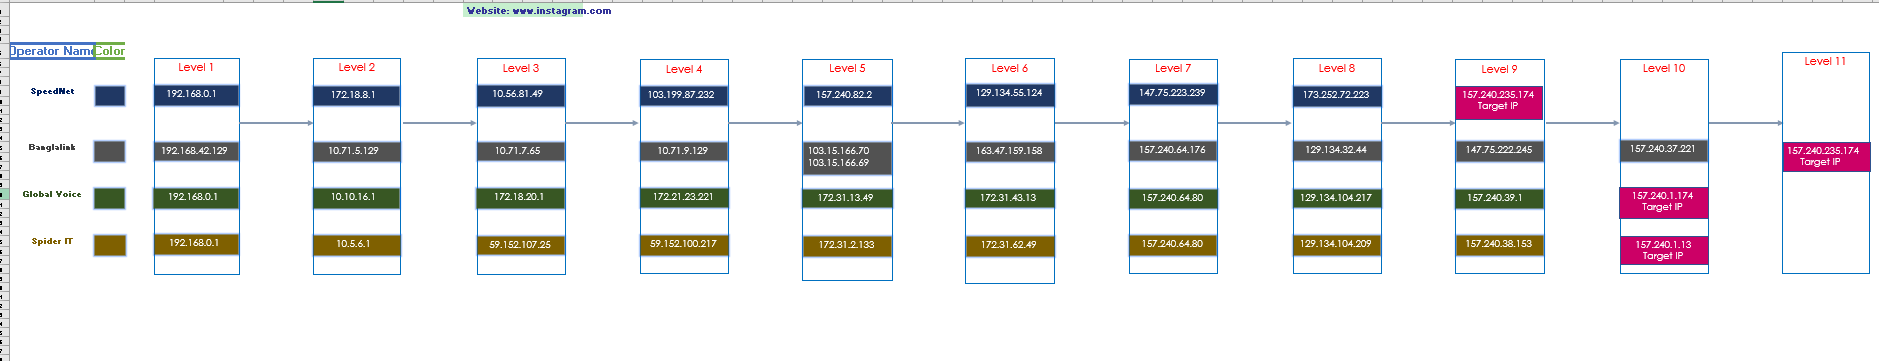 Website: www.instagram.com
Operator Name Color
Level 1 Level 2 Level 3 Level 4 Level 5 Level 6 Level 7 Level 8 Level 9 Level 10 Level 11
SpeedNet 192.168.0.1 172.18.8.1 10.56.81.49 103.199.87.232 157.240.82.2 129.134.55.124 147.75.223.239 173.252.72.223 157.240.235.174
Target IP
Banglalink 192.168.42.129 10.71.5.129 10.71.7.65 10.71.9.129 103.15.166.70 163.47.159.158 157.240.64.176 129.134.32.44 147.75.222.245 157.240.37.221 157.240.235.174
103.15.166.69 Target IP
Global Voice 192.168.0.1 10.10.16.1 172.18.20.1 172.21.23.221 172.31.13.49 172.31.43.13 157.240.64.80 129.134.104.217 157.240.39.1 157.240.1.174
Target IP
Spider IT 192.168.0.1 10.5.6.1 59.152.107.25 59.152.100.217 172.31.2.133 172.31.62.49 157.240.64.80 129.134.104.209 157.240.38.153 157.240.1.13
Target IP